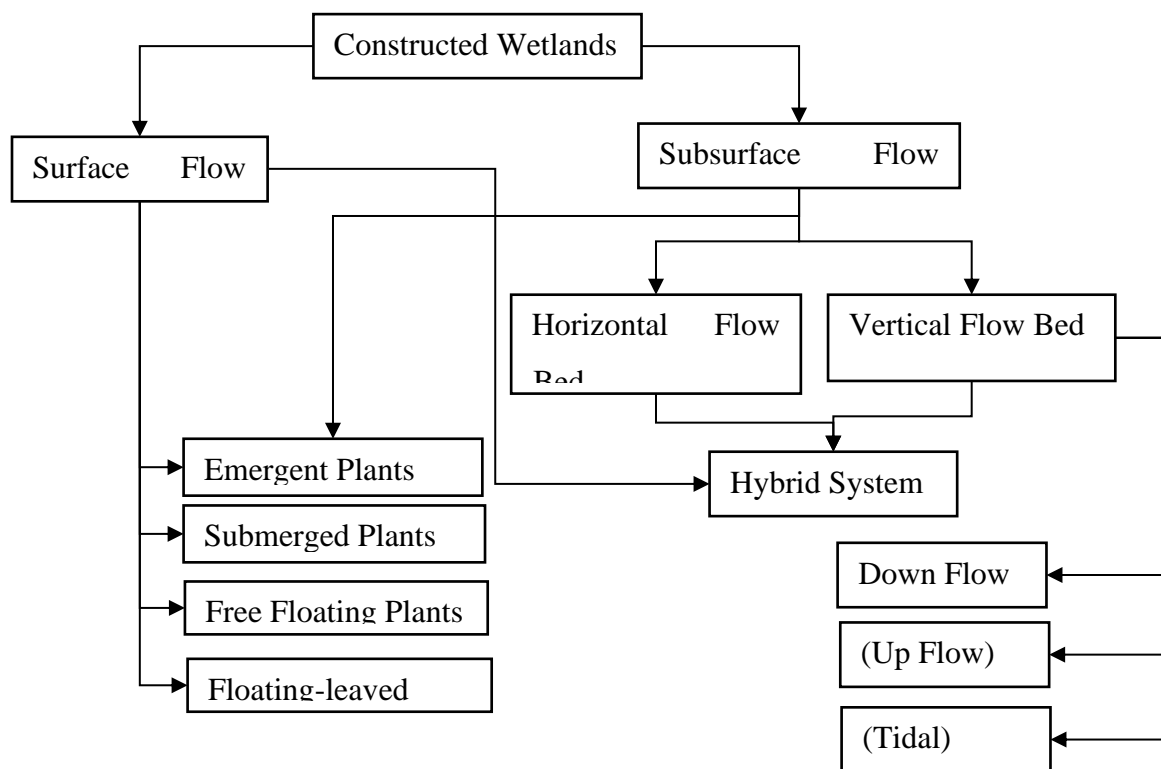 Constructed Wetlands
Surface Flow
Subsurface Flow
Horizontal Flow
Bed
Vertical Flow Bed
Emergent Plants
Hybrid System
Submerged Plants
Down Flow
Free Floating Plants
(Up Flow)
Floating-leaved
(Tidal)